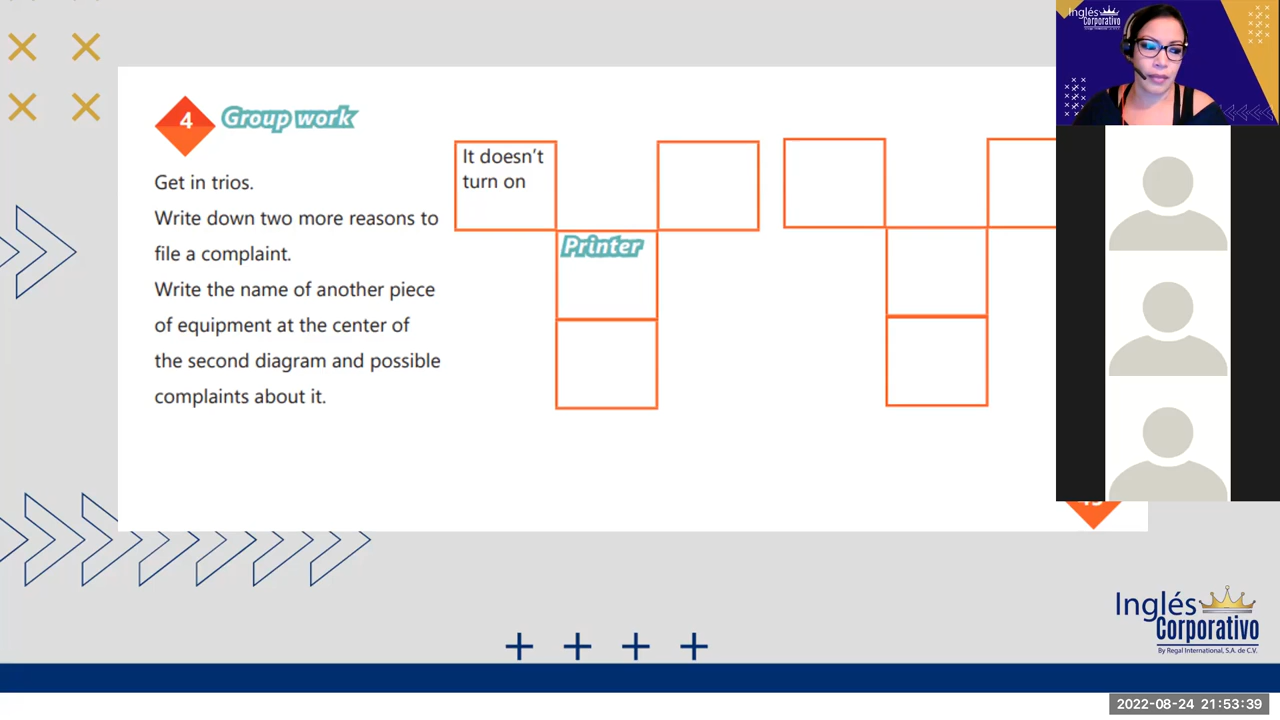 4
Group work
Get in trios.
Write down two more reasons to
file a complaint.
Write the name of another piece
of equipment at the center of
the second diagram and possible
complaints about it.
It doesn't
turn on
Printer
Inglés
Corporativo
Inglés
Corporativo
By Regal International, S.A. de C.V.
2022-08-24 21:53:39